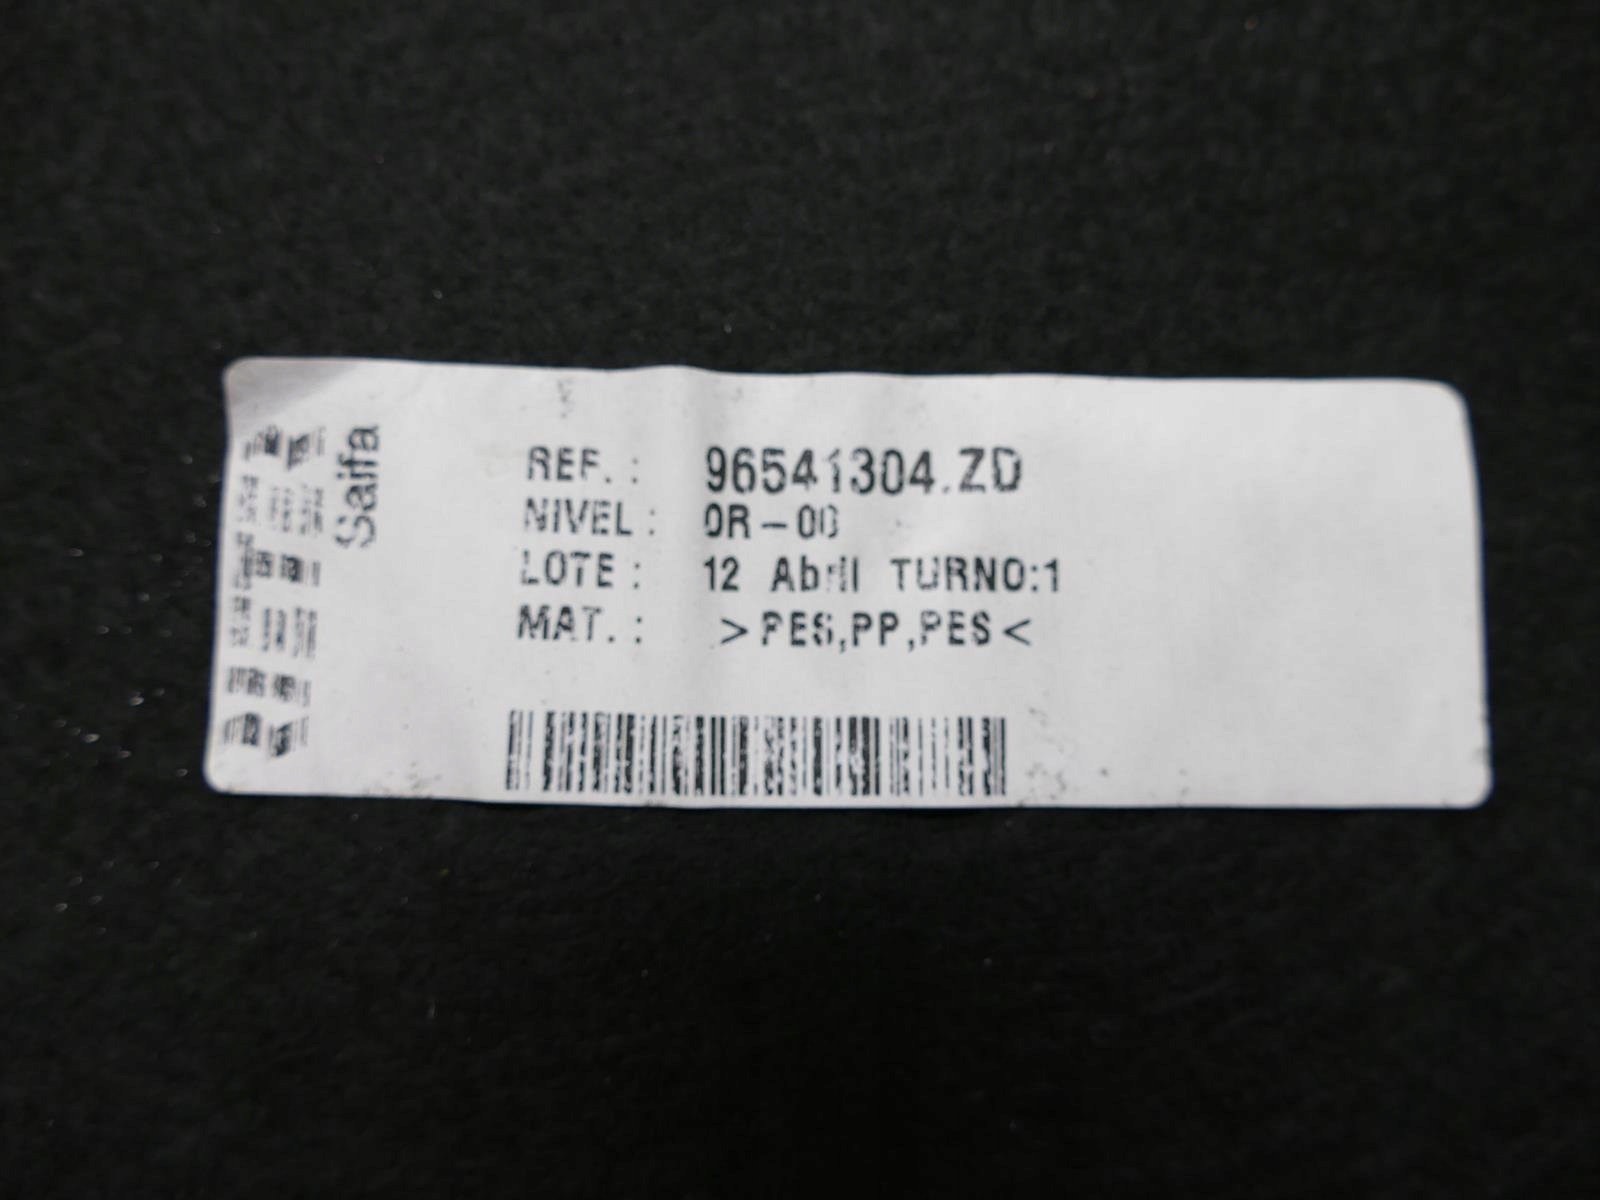 Saifa
REF.: 96541304.ZD
NIVEL: OR-00
LOTE: 12 Abril TURNO:1
MAT.: >PES,PP,PES<